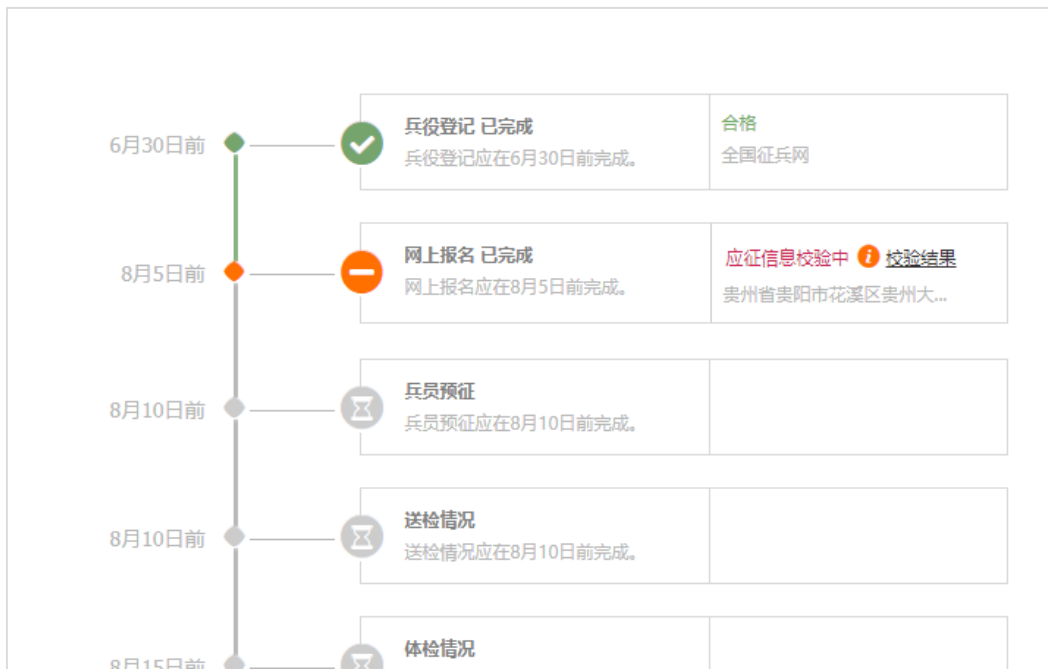 6月30日前
兵役登记 已完成
兵役登记应在6月30日前完成。
合格
全国征兵网
8月5日前
网上报名 已完成
网上报名应在8月5日前完成。
应征信息校验中 i 校验结果
贵州省贵阳市花溪区贵州大...
8月10日前
兵员预征
兵员预征应在8月10日前完成。
8月10日前
送检情况
送检情况应在8月10日前完成。
8月15日前
体检情况